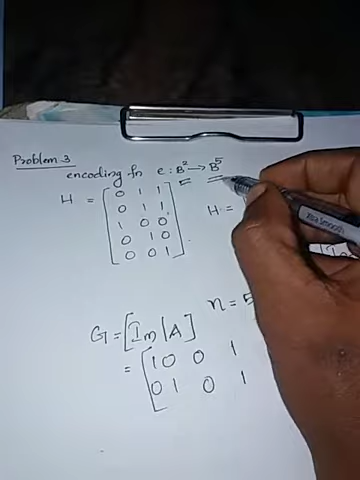 Problem 3
encoding fn e : B² → B⁵
H = [ 0 1 1
0 1 1
1 0 0
0 1 0
0 0 1 ]
H =
n = 5
G = [Im | A]
= [ 1 0 0 1
0 1 0 1